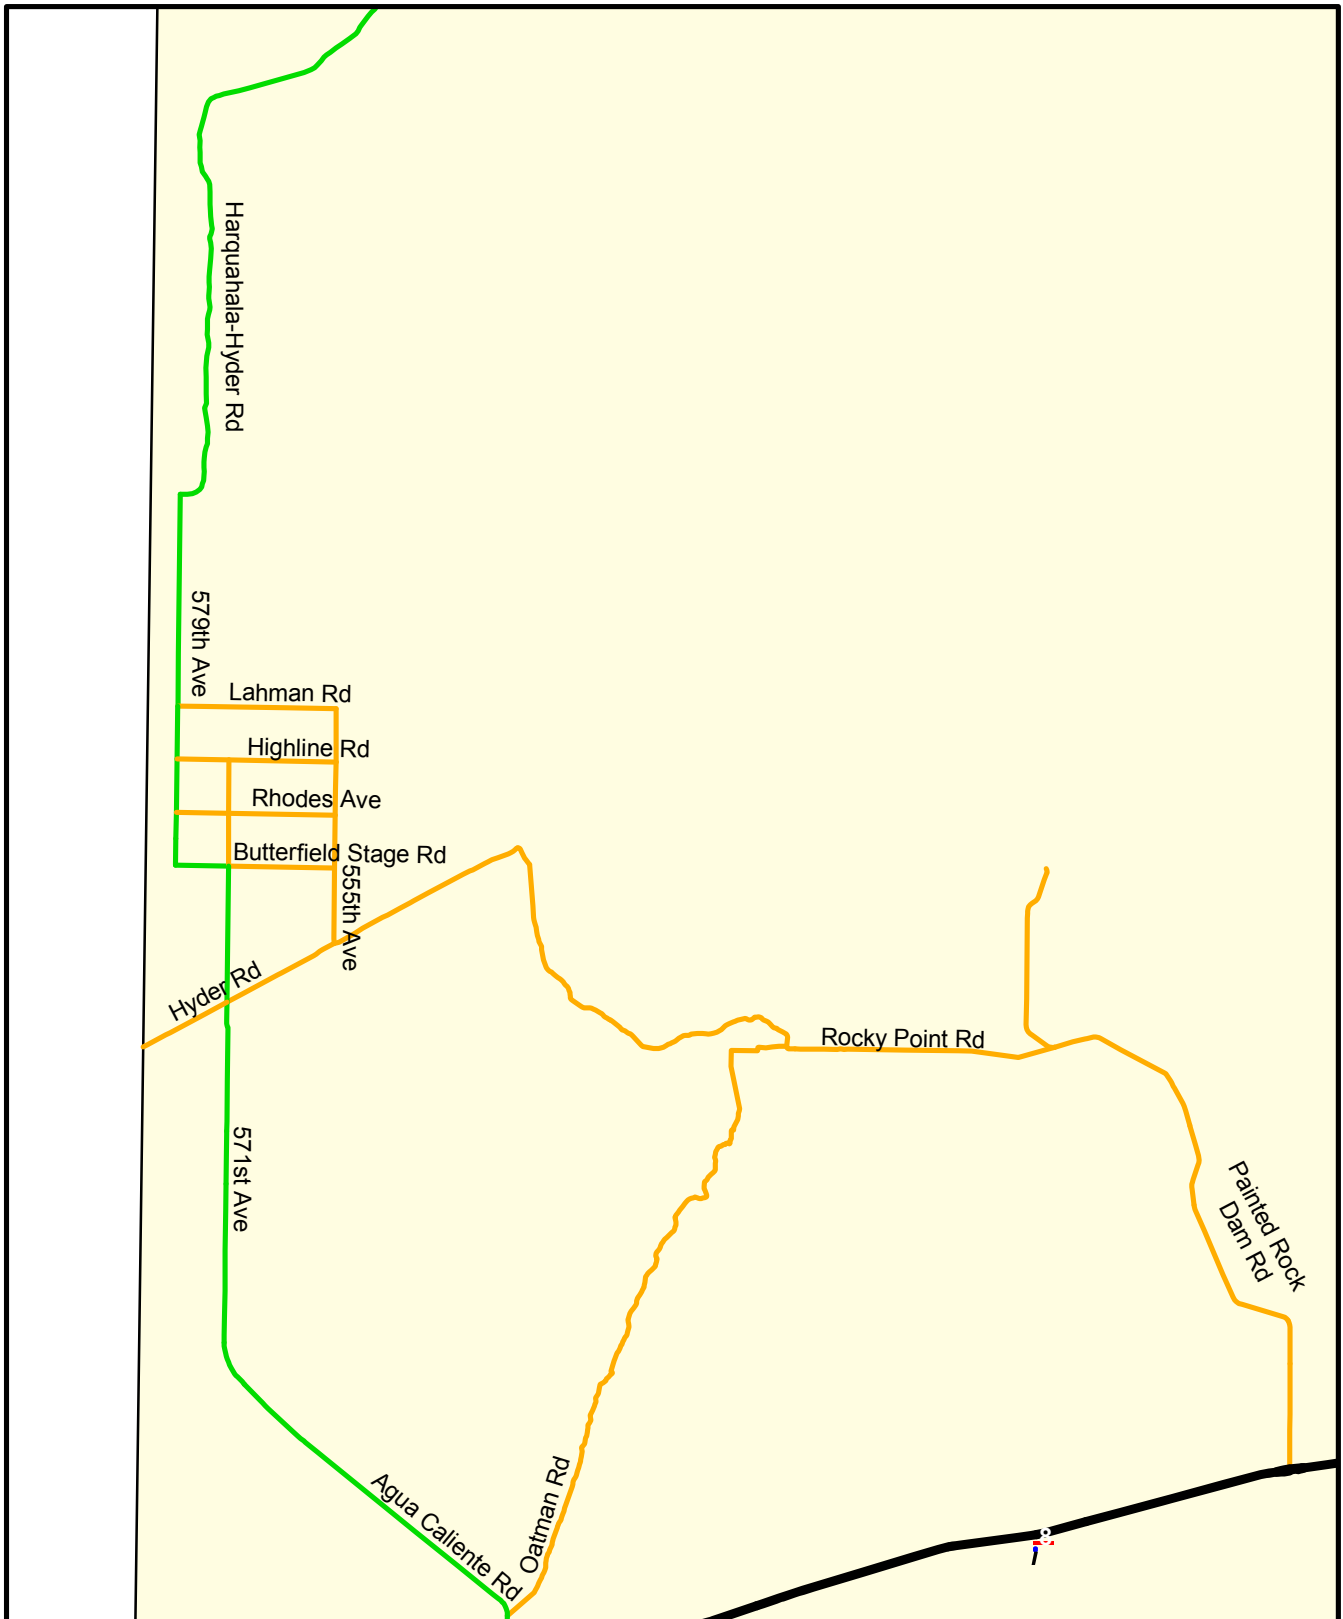 Harquahala-Hyder Rd
579th Ave
Lahman Rd
Highline Rd
Rhodes Ave
Butterfield Stage Rd
555th Ave
Hyder Rd
Rocky Point Rd
571st Ave
Painted Rock
Dam Rd
Agua Caliente Rd
Oatman Rd
8